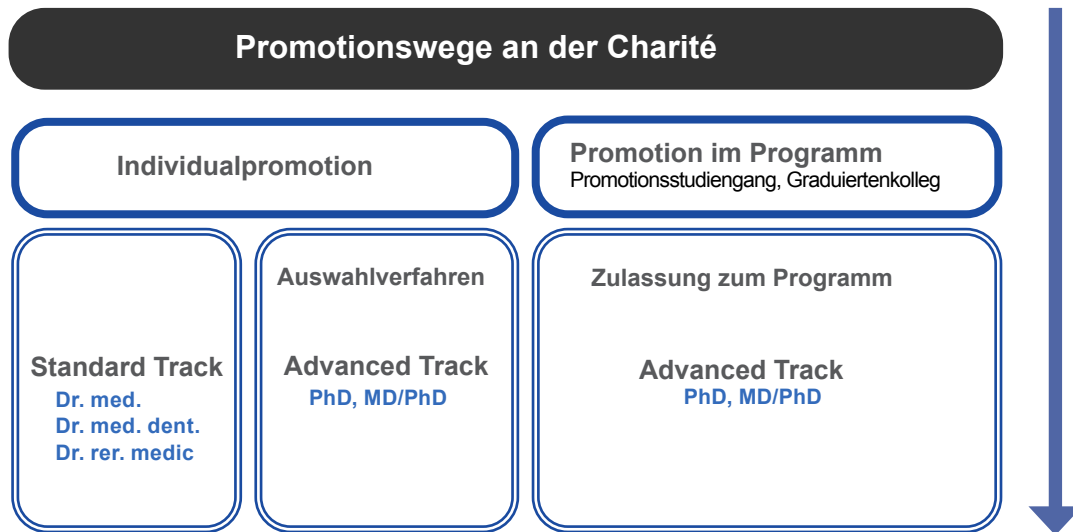 Promotionswege an der Charité
Individualpromotion
Promotion im Programm
Promotionsstudiengang, Graduiertenkolleg
Standard Track
Dr. med.
Dr. med. dent.
Dr. rer. medic
Auswahlverfahren
Advanced Track
PhD, MD/PhD
Zulassung zum Programm
Advanced Track
PhD, MD/PhD